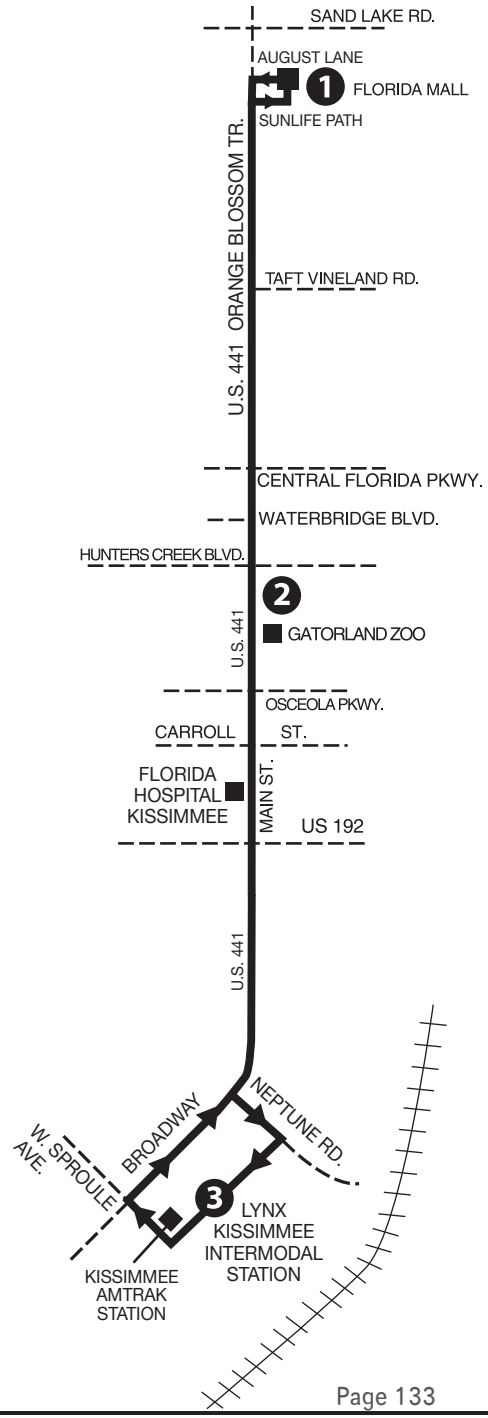 SAND LAKE RD.
AUGUST LANE
1
FLORIDA MALL
SUNLIFE PATH
U.S. 441 ORANGE BLOSSOM TR.
TAFT VINELAND RD.
CENTRAL FLORIDA PKWY.
WATERBRIDGE BLVD.
HUNTERS CREEK BLVD.
2
U.S. 441
GATORLAND ZOO
OSCEOLA PKWY.
CARROLL ST.
FLORIDA
HOSPITAL
KISSIMMEE
MAIN ST.
US 192
U.S. 441
BROADWAY
NEPTUNE RD.
W. SPROULE
AVE.
3
LYNX
KISSIMMEE
INTERMODAL
STATION
KISSIMMEE
AMTRAK
STATION
Page 133